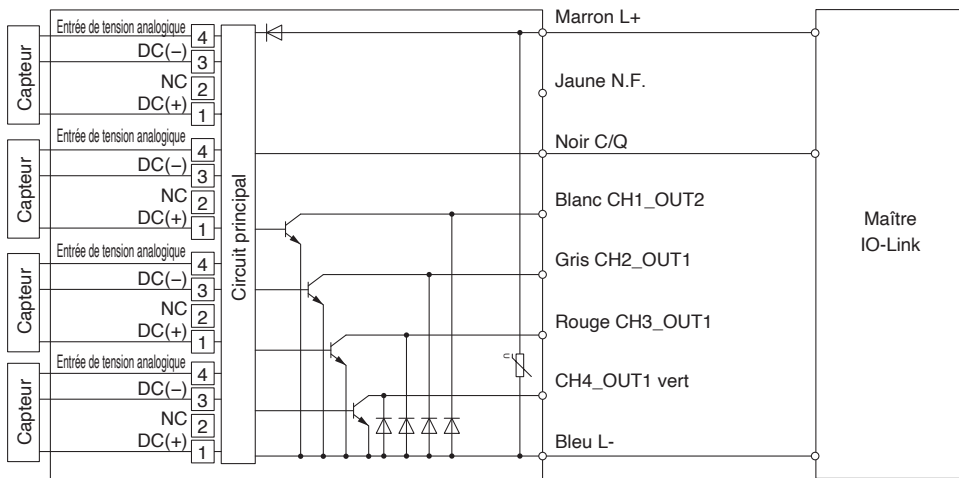 Capteur
Entrée de tension analogique 4
DC(−) 3
NC 2
DC(+) 1
Capteur
Entrée de tension analogique 4
DC(−) 3
NC 2
DC(+) 1
Capteur
Entrée de tension analogique 4
DC(−) 3
NC 2
DC(+) 1
Capteur
Entrée de tension analogique 4
DC(−) 3
NC 2
DC(+) 1
Circuit principal
Marron L+
Jaune N.F.
Noir C/Q
Blanc CH1_OUT2
Gris CH2_OUT1
Rouge CH3_OUT1
CH4_OUT1 vert
Bleu L-
Maître
IO-Link